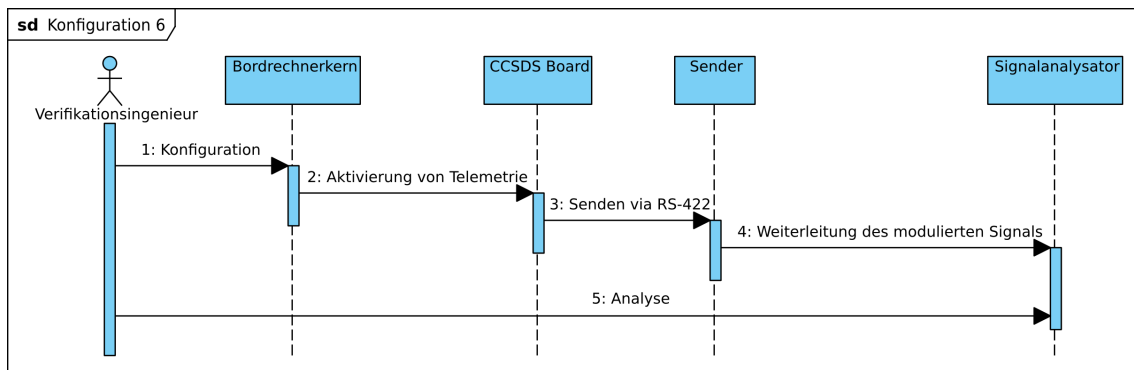 sd Konfiguration 6
Bordrechnerkern
CCSDS Board
Sender
Signalanalysator
Verifikationsingenieur
1: Konfiguration
2: Aktivierung von Telemetrie
3: Senden via RS-422
4: Weiterleitung des modulierten Signals
5: Analyse